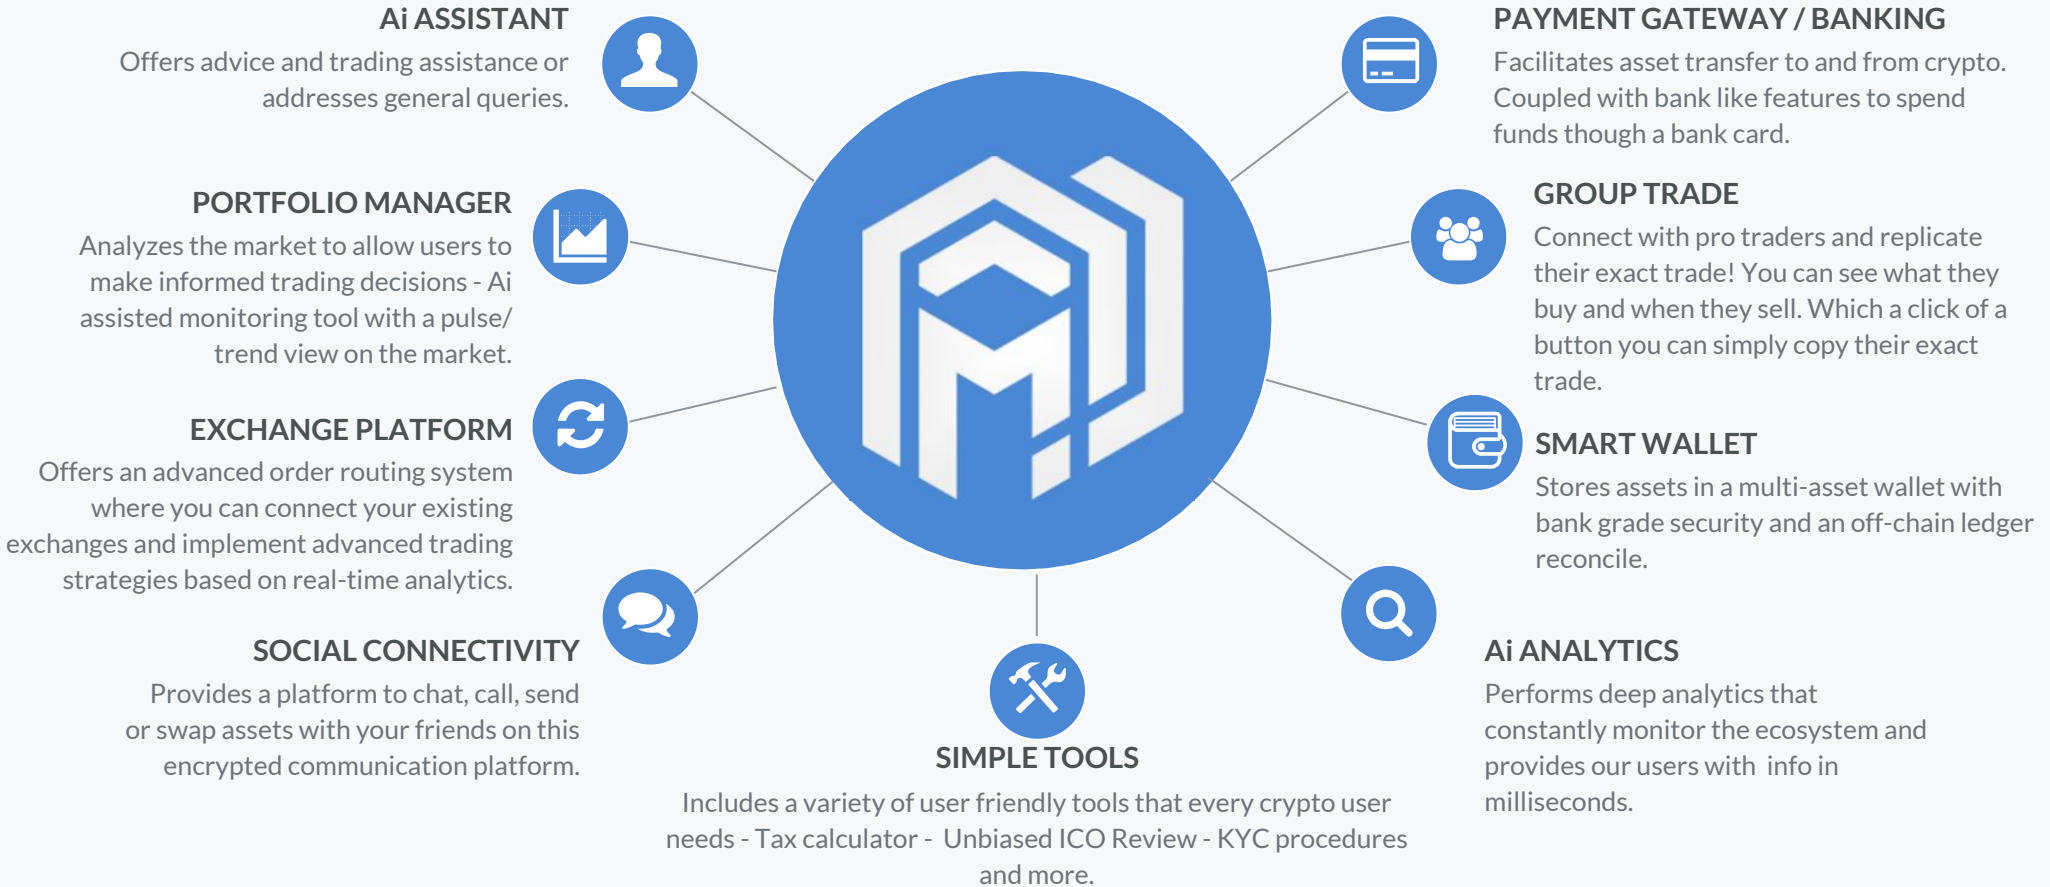 Ai ASSISTANT
Offers advice and trading assistance or
addresses general queries.
PORTFOLIO MANAGER
Analyzes the market to allow users to
make informed trading decisions - Ai
assisted monitoring tool with a pulse/
trend view on the market.
EXCHANGE PLATFORM
Offers an advanced order routing system
where you can connect your existing
exchanges and implement advanced trading
strategies based on real-time analytics.
SOCIAL CONNECTIVITY
Provides a platform to chat, call, send
or swap assets with your friends on this
encrypted communication platform.
SIMPLE TOOLS
Includes a variety of user friendly tools that every crypto user
needs - Tax calculator -  Unbiased ICO Review - KYC procedures
and more.
PAYMENT GATEWAY / BANKING
Facilitates asset transfer to and from crypto.
Coupled with bank like features to spend
funds though a bank card.
GROUP TRADE
Connect with pro traders and replicate
their exact trade! You can see what they
buy and when they sell. Which a click of a
button you can simply copy their exact
trade.
SMART WALLET
Stores assets in a multi-asset wallet with
bank grade security and an off-chain ledger
reconcile.
Ai ANALYTICS
Performs deep analytics that
constantly monitor the ecosystem and
provides our users with  info in
milliseconds.